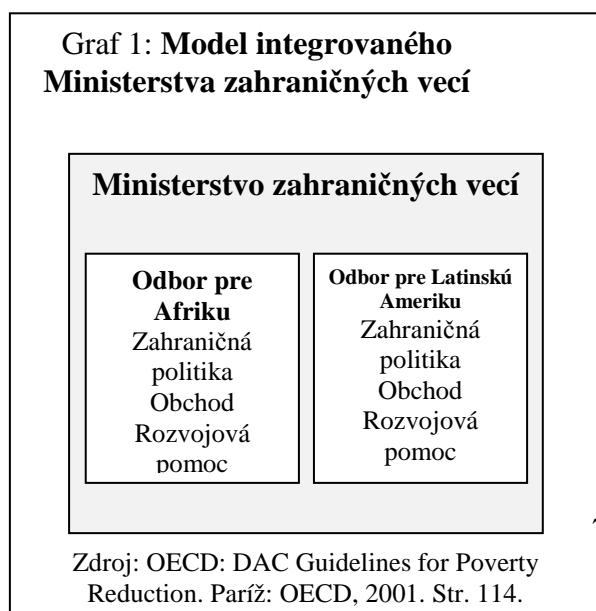 Graf 1: Model integrovaného
Ministerstva zahraničných vecí
Ministerstvo zahraničných vecí
Odbor pre
Afriku
Zahraničná
politika
Obchod
Rozvojová
pomoc
Odbor pre Latinskú
Ameriku
Zahraničná
politika
Obchod
Rozvojová
pomoc
Zdroj: OECD: DAC Guidelines for Poverty
Reduction. Paríž: OECD, 2001. Str. 114.